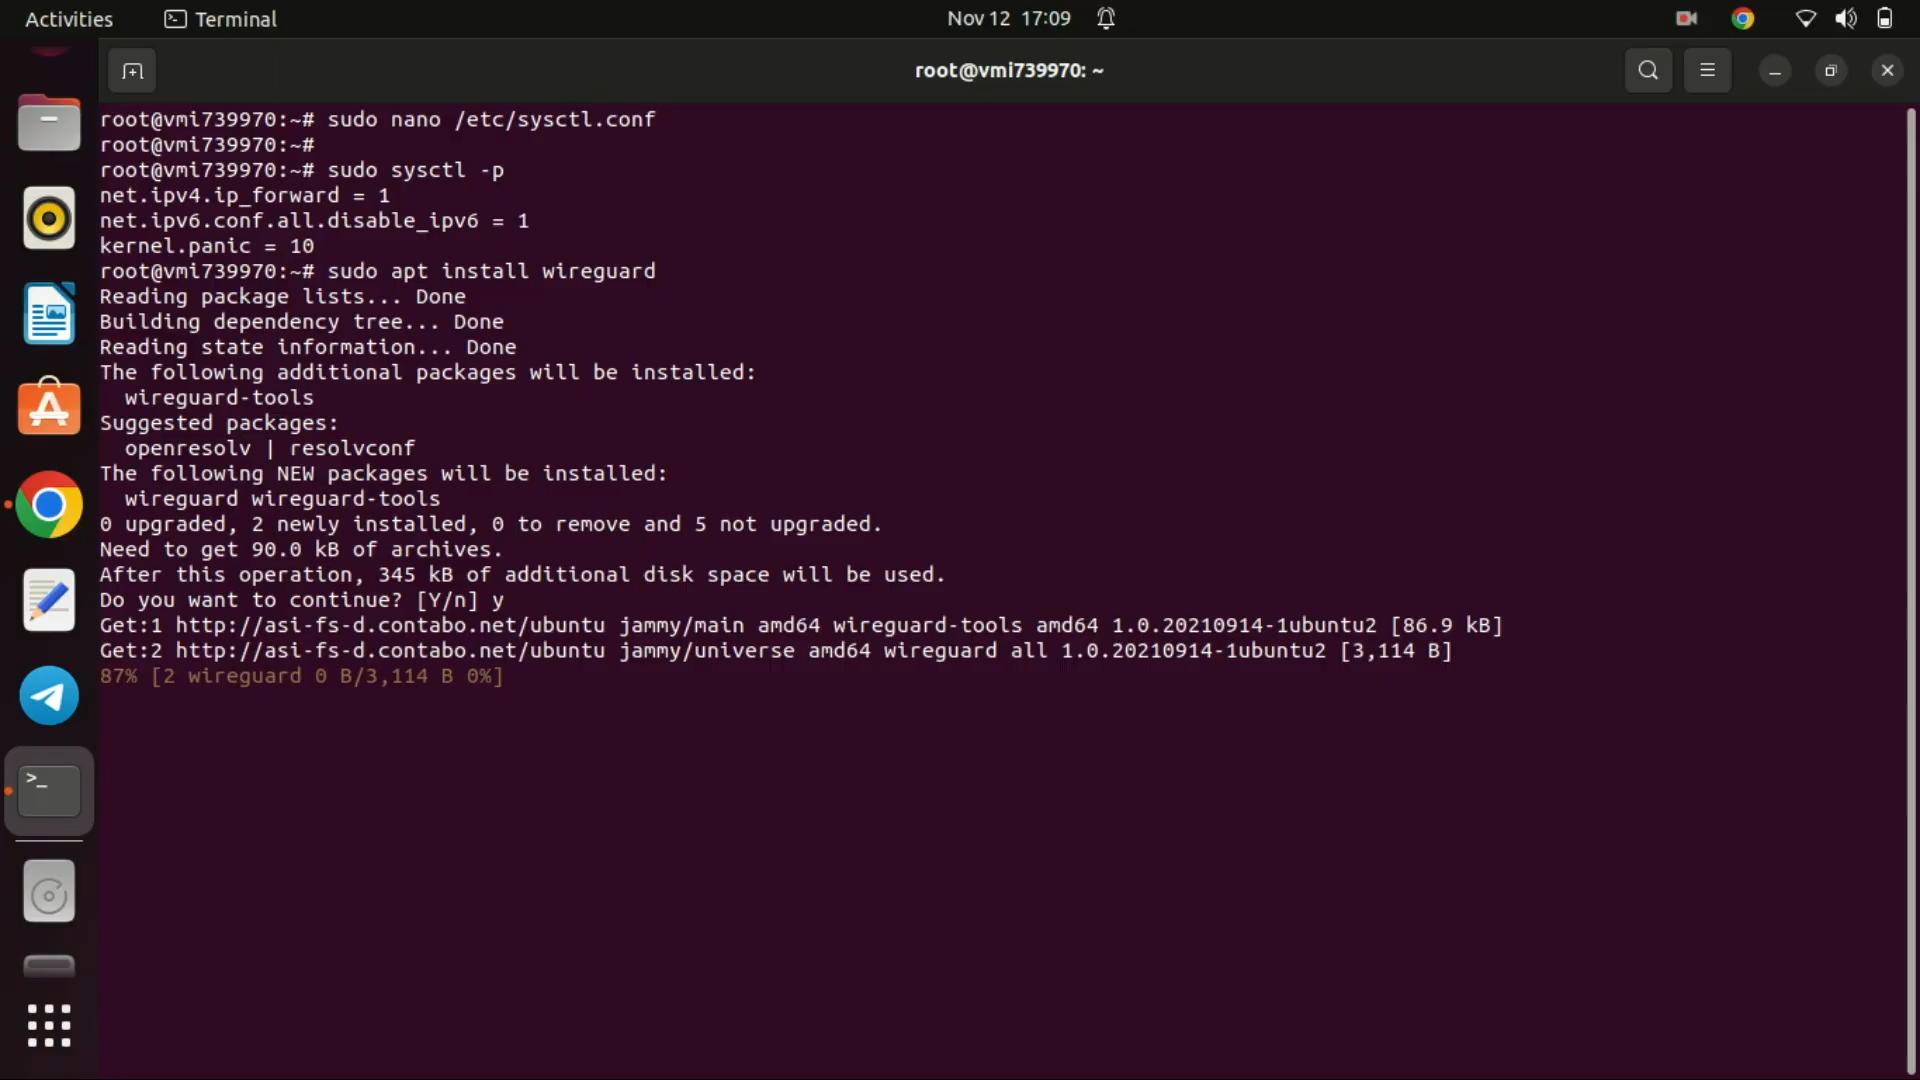 Activities
Terminal
Nov 12 17:09
root@vmi739970: ~
root@vmi739970:~# sudo nano /etc/sysctl.conf
root@vmi739970:~#
root@vmi739970:~# sudo sysctl -p
net.ipv4.ip_forward = 1
net.ipv6.conf.all.disable_ipv6 = 1
kernel.panic = 10
root@vmi739970:~# sudo apt install wireguard
Reading package lists... Done
Building dependency tree... Done
Reading state information... Done
The following additional packages will be installed:
  wireguard-tools
Suggested packages:
  openresolv | resolvconf
The following NEW packages will be installed:
  wireguard wireguard-tools
0 upgraded, 2 newly installed, 0 to remove and 5 not upgraded.
Need to get 90.0 kB of archives.
After this operation, 345 kB of additional disk space will be used.
Do you want to continue? [Y/n] y
Get:1 http://asi-fs-d.contabo.net/ubuntu jammy/main amd64 wireguard-tools amd64 1.0.20210914-1ubuntu2 [86.9 kB]
Get:2 http://asi-fs-d.contabo.net/ubuntu jammy/universe amd64 wireguard all 1.0.20210914-1ubuntu2 [3,114 B]
87% [2 wireguard 0 B/3,114 B 0%]